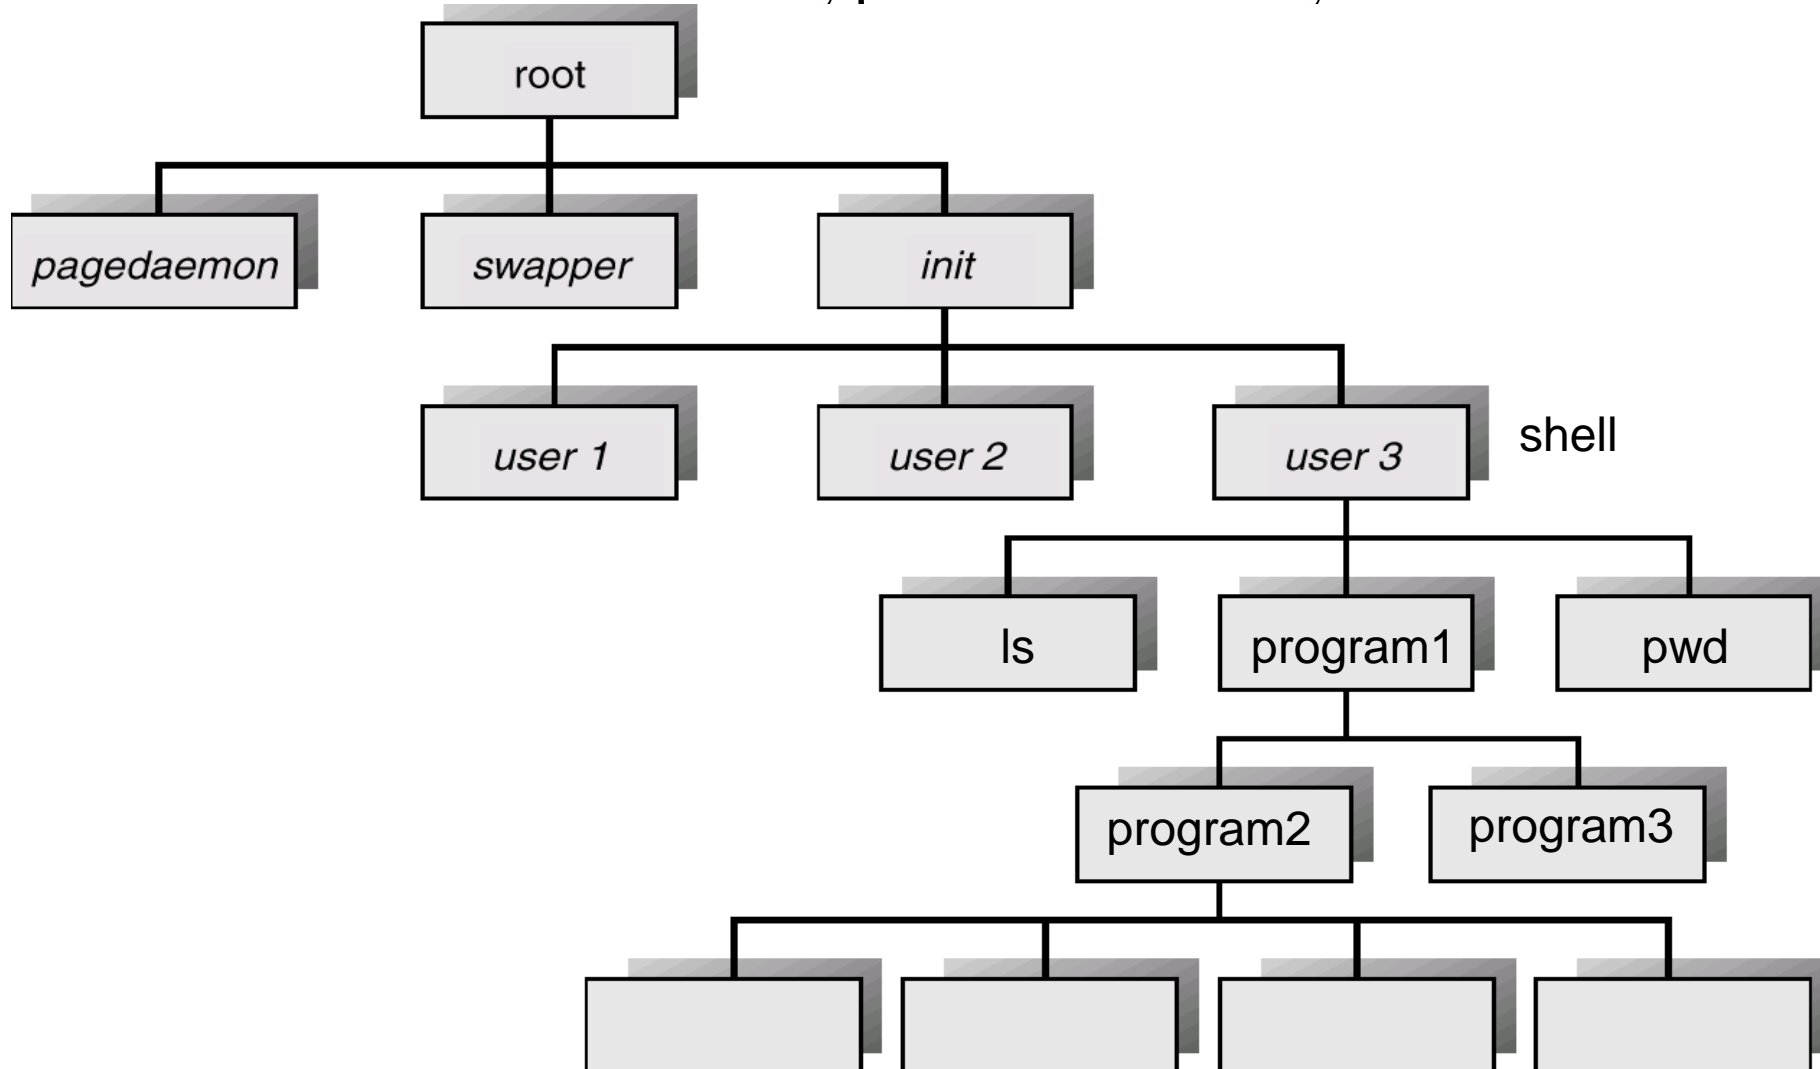 root
pagedaemon
swapper
init
user 1
user 2
user 3
shell
ls
program1
pwd
program2
program3